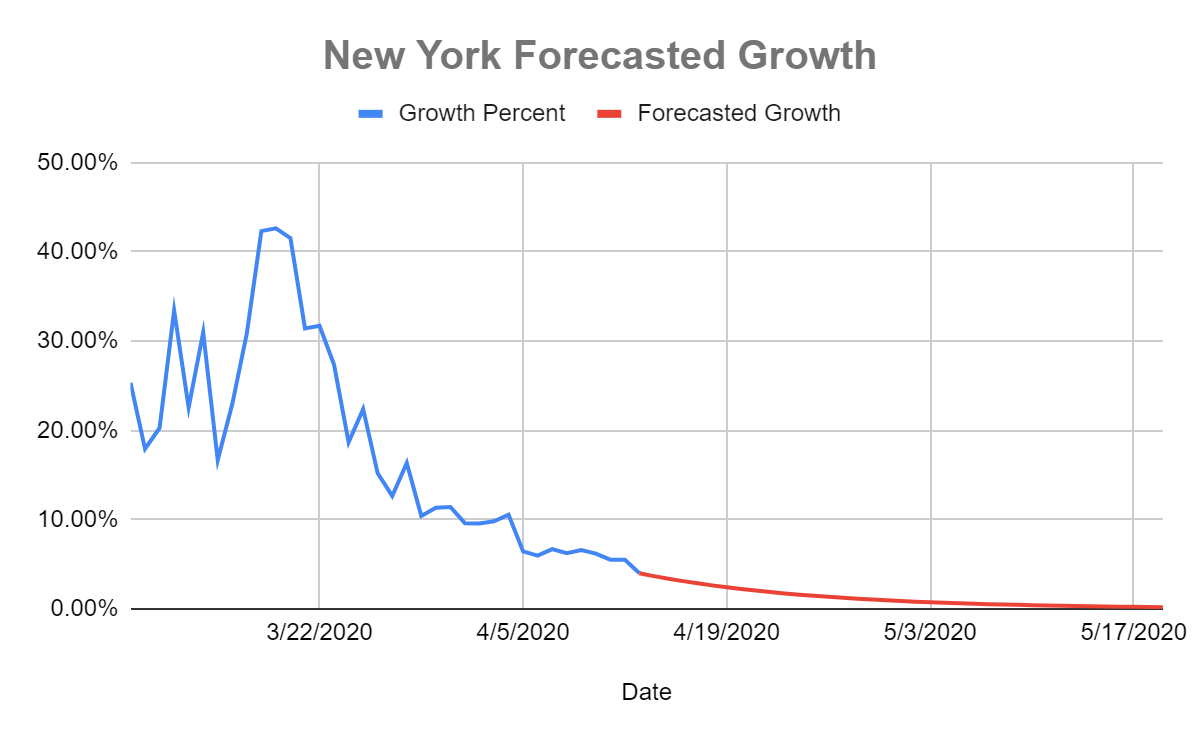 New York Forecasted Growth
Growth Percent Forecasted Growth
50.00%
40.00%
30.00%
20.00%
10.00%
0.00%
3/22/2020 4/5/2020 4/19/2020 5/3/2020 5/17/2020
Date